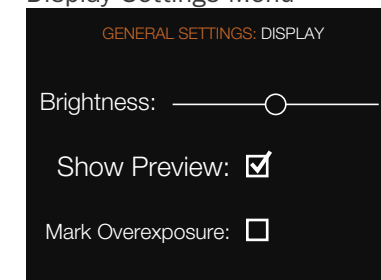 Display Settings Menu
GENERAL SETTINGS: DISPLAY
Brightness:
Show Preview:
Mark Overexposure: